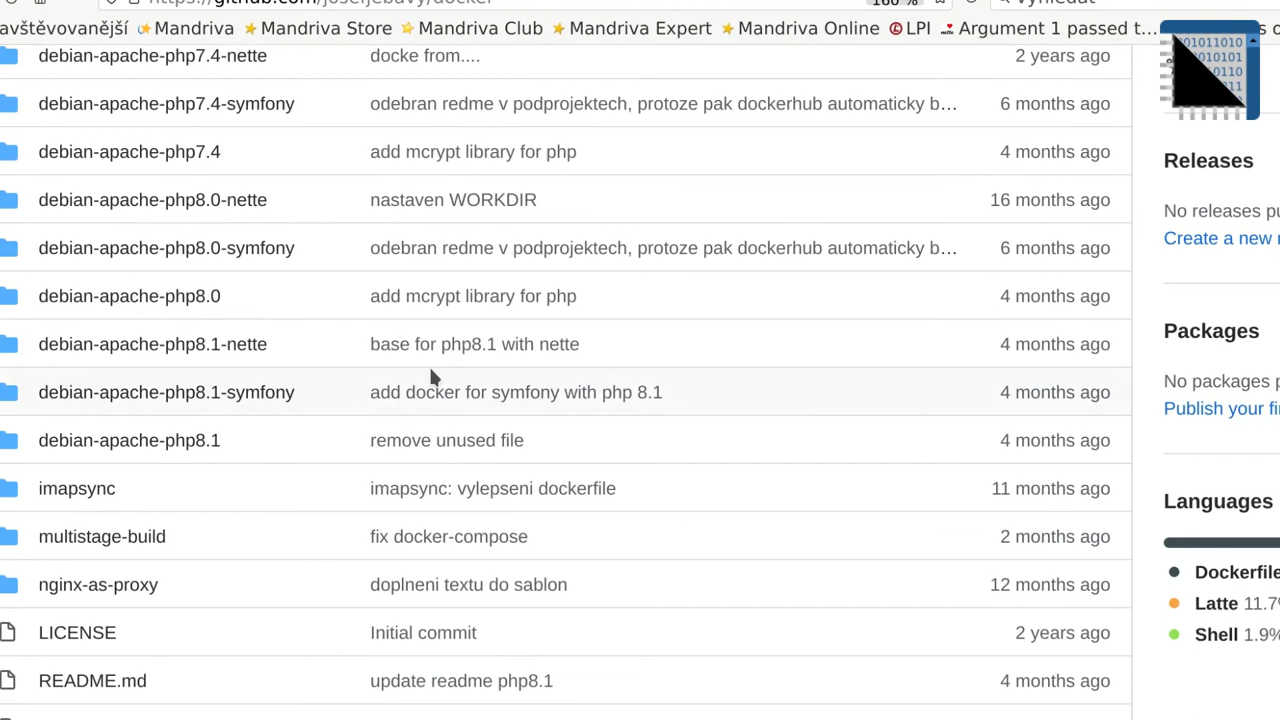 160 %
avštěvovanější Mandriva Mandriva Store Mandriva Club Mandriva Expert Mandriva Online LPI Argument 1 passed t…
debian-apache-php7.4-nette docke from.... 2 years ago
debian-apache-php7.4-symfony odebran redme v podprojektech, protoze pak dockerhub automaticky b… 6 months ago
debian-apache-php7.4 add mcrypt library for php 4 months ago
debian-apache-php8.0-nette nastaven WORKDIR 16 months ago
debian-apache-php8.0-symfony odebran redme v podprojektech, protoze pak dockerhub automaticky b… 6 months ago
debian-apache-php8.0 add mcrypt library for php 4 months ago
debian-apache-php8.1-nette base for php8.1 with nette 4 months ago
debian-apache-php8.1-symfony add docker for symfony with php 8.1 4 months ago
debian-apache-php8.1 remove unused file 4 months ago
imapsync imapsync: vylepseni dockerfile 11 months ago
multistage-build fix docker-compose 2 months ago
nginx-as-proxy doplneni textu do sablon 12 months ago
LICENSE Initial commit 2 years ago
README.md update readme php8.1 4 months ago
Releases
No releases pu
Create a new r
Packages
No packages p
Publish your fi
Languages
Dockerfile
Latte 11.7%
Shell 1.9%